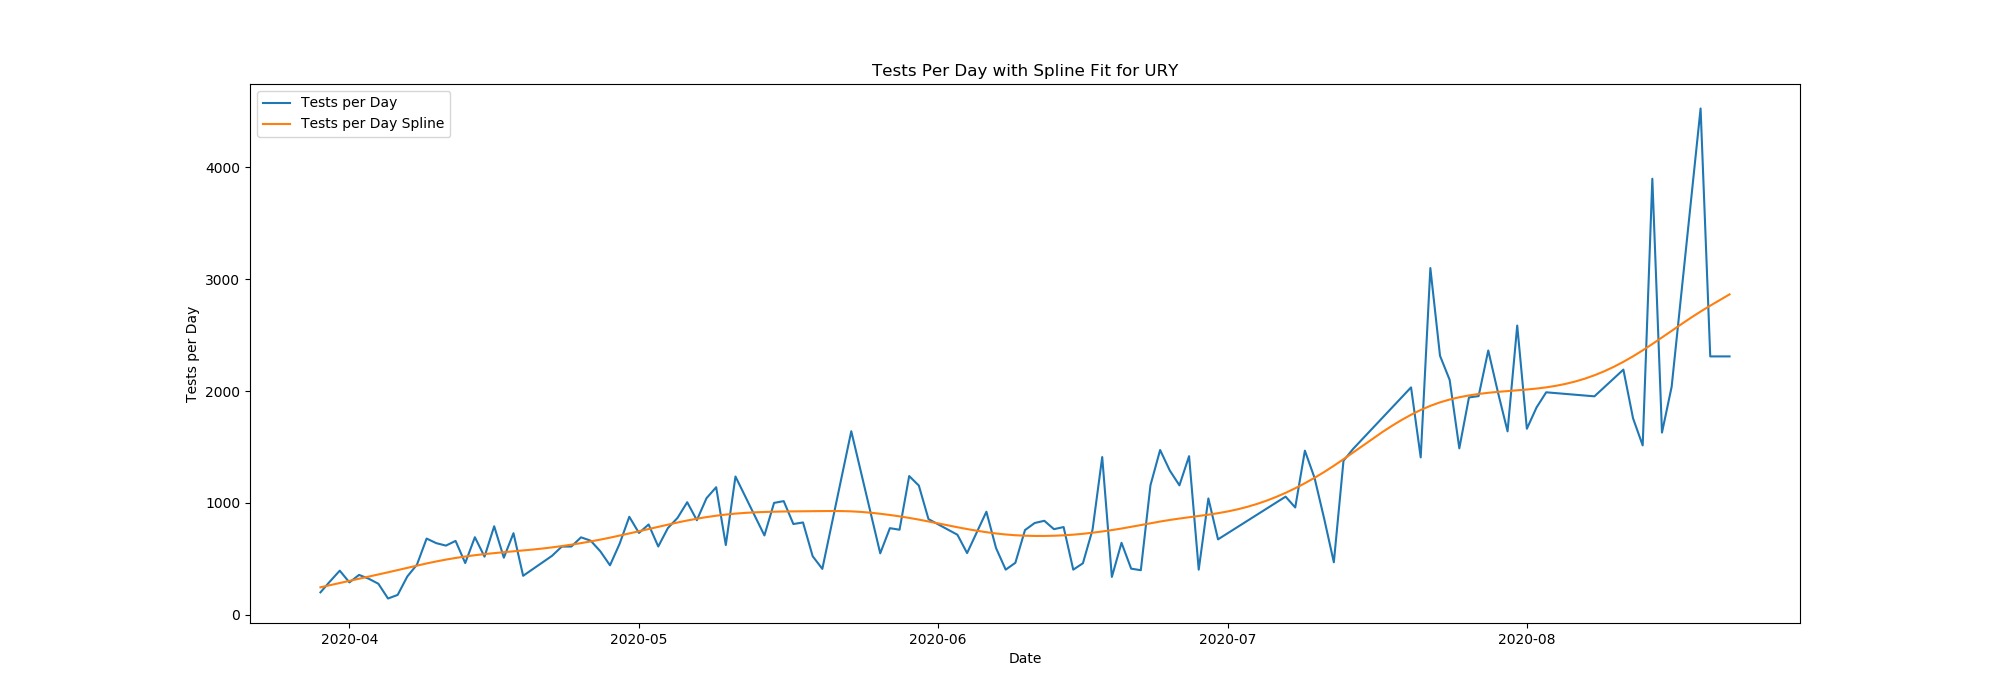 Tests Per Day with Spline Fit for URY
Tests per Day
Tests per Day Spline
4000
3000
2000
1000
0
Tests per Day
2020-04
2020-05
2020-06
2020-07
2020-08
Date